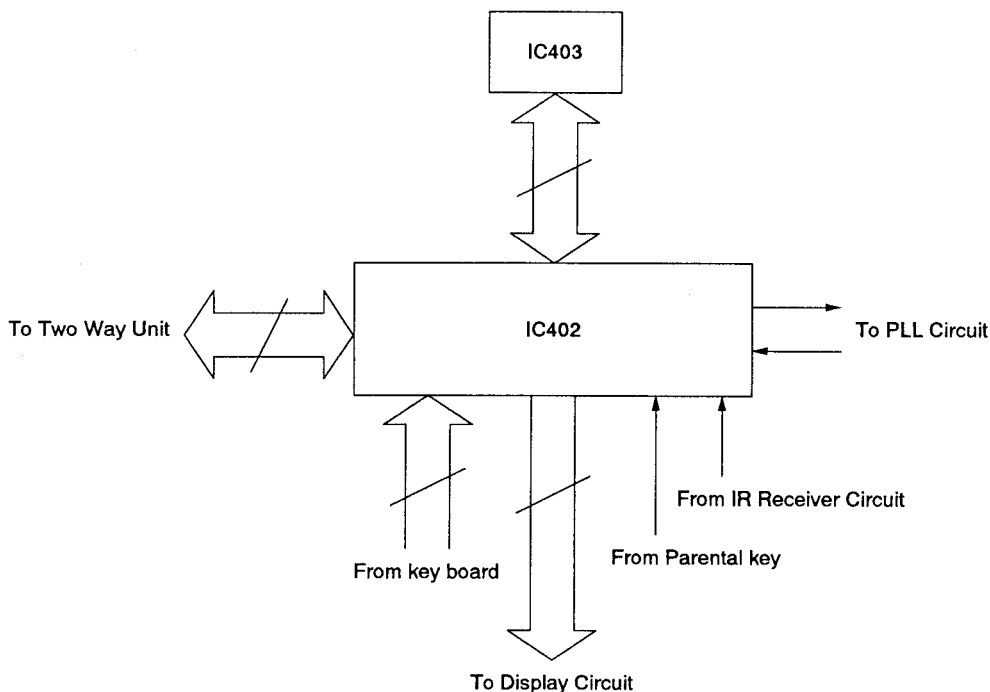 IC403
To Two Way Unit
IC402
To PLL Circuit
From IR Receiver Circuit
From Parental key
From key board
To Display Circuit